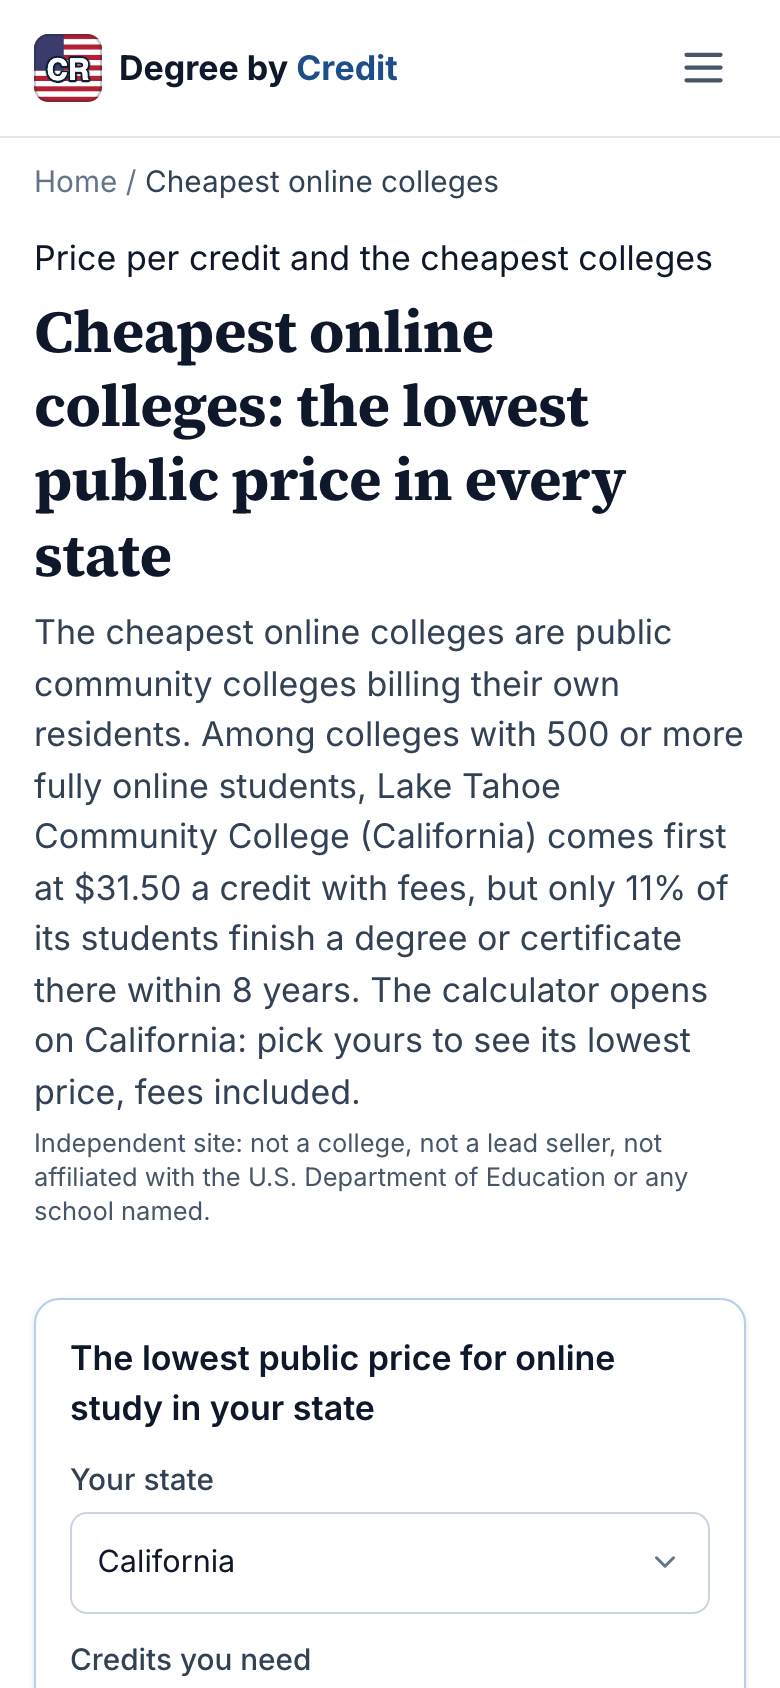 CR Degree by Credit
Home / Cheapest online colleges
Price per credit and the cheapest colleges
Cheapest online
colleges: the lowest
public price in every
state
The cheapest online colleges are public
community colleges billing their own
residents. Among colleges with 500 or more
fully online students, Lake Tahoe
Community College (California) comes first
at $31.50 a credit with fees, but only 11% of
its students finish a degree or certificate
there within 8 years. The calculator opens
on California: pick yours to see its lowest
price, fees included.
Independent site: not a college, not a lead seller, not
affiliated with the U.S. Department of Education or any
school named.
The lowest public price for online
study in your state
Your state
California
Credits you need